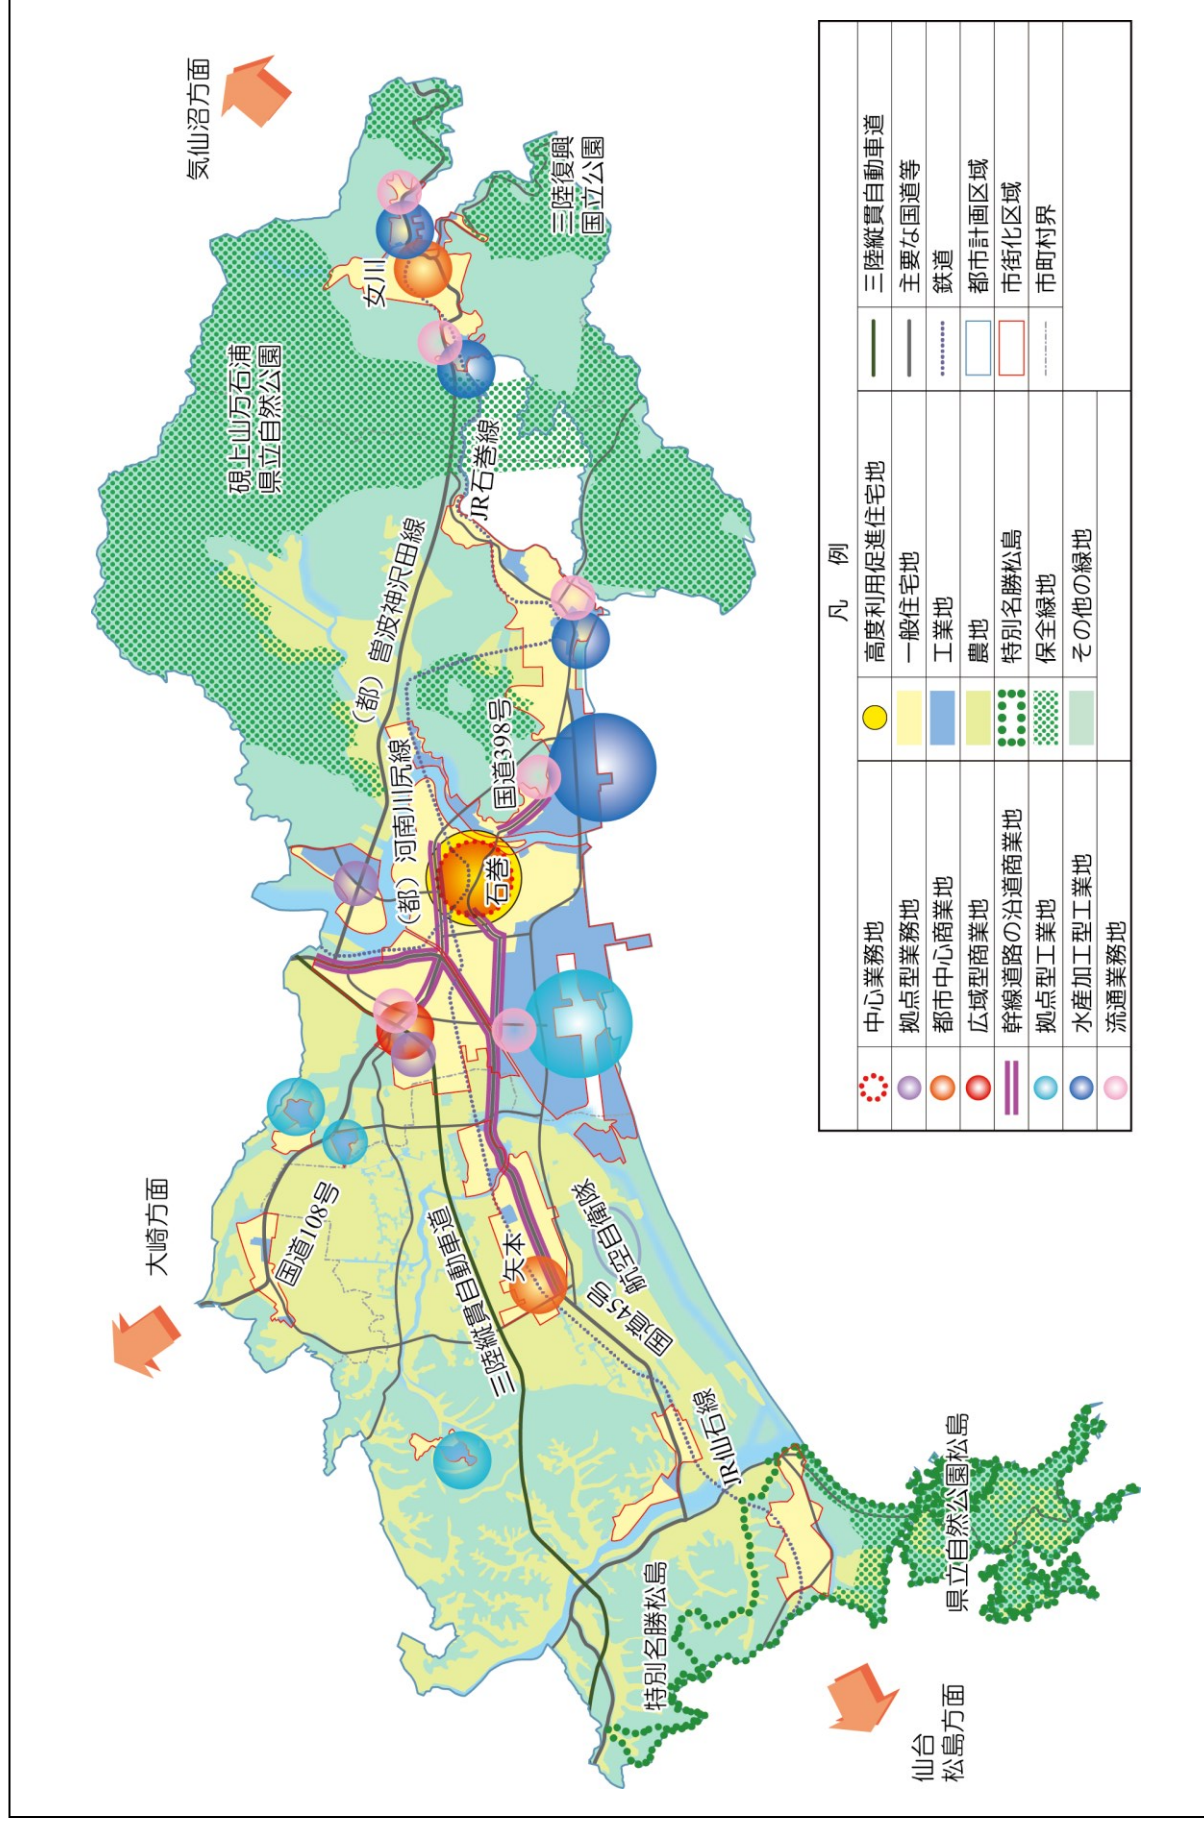 気仙沼方面
三陸復興
国立公園
女川
硯上山万石浦
県立自然公園
JR石巻線
（都）曽波神沢田線
国道398号
（都）河南川尻線
石巻
大崎方面
国道108号
三陸縦貫自動車道
矢本
航空自衛隊
国道45号
JR仙石線
特別名勝松島
県立自然公園松島
仙台
松島方面
凡 例
中心業務地
拠点型業務地
都市中心商業地
広域型商業地
幹線道路の沿道商業地
拠点型工業地
水産加工型工業地
流通業務地
高度利用促進住宅地
一般住宅地
工業地
農地
特別名勝松島
保全緑地
その他の緑地
三陸縦貫自動車道
主要な国道等
鉄道
都市計画区域
市街化区域
市町村界